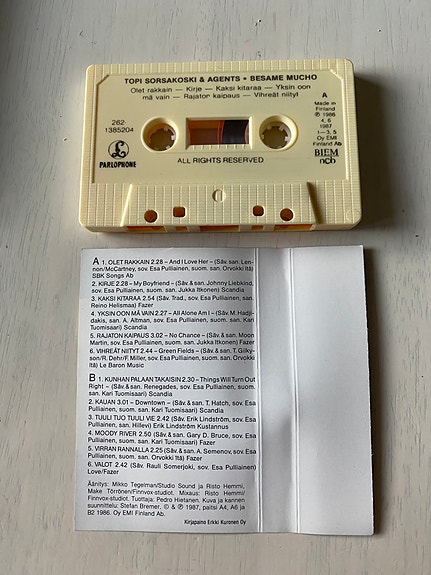 TOPI SORSAKOSKI & AGENTS • BESAME MUCHO
Olet rakkain — Kirje — Kaksi kitaraa — Yksin oon
mä vain — Rajaton kaipaus — Vihreät niityt
A
Made in
Finland
℗ 1986
4, 6
1987
1—3, 5
Oy EMI
Finland Ab
BIEM
ncb
262-
1385204
PARLOPHONE
ALL RIGHTS RESERVED
A 1. OLET RAKKAIN 2.28 – And I Love Her – (Säv. san. Len-
non/McCartney, sov. Esa Pulliainen, suom. san. Orvokki Itä)
SBK Songs Ab
2. KIRJE 2.28 – My Boyfriend – (Säv. & san. Johnny Liebkind,
sov. Esa Pulliainen, suom. san. Jukka Itkonen) Scandia
3. KAKSI KITARAA 2.54 (Säv. Trad., sov. Esa Pulliainen, san.
Reino Helismaa) Fazer
4. YKSIN OON MÄ VAIN 2.27 – All Alone Am I – (Säv. M. Hadji-
dakis, san. A. Altman, sov. Esa Pulliainen, suom. san. Kari
Tuomisaari) Scandia
5. RAJATON KAIPAUS 3.02 – No Chance – (Säv. & san. Moon
Martin, sov. Esa Pulliainen, suom. san. Jukka Itkonen) Fazer
6. VIHREÄT NIITYT 2.44 – Green Fields – (Säv. & san. T. Gilky-
son/R. Dehr/F. Miller, sov. Esa Pulliainen, suom. san. Orvokki
Itä) Le Baron Music
B 1. KUNHAN PALAAN TAKAISIN 2.30 – Things Will Turn Out
Right – (Säv. & san. Renegades, sov. Esa Pulliainen, suom.
san. Kari Tuomisaari) Scandia
2. KAUAN 3.01 – Downtown – (Säv. & san. T. Hatch, sov. Esa
Pulliainen, suom. san. Kari Tuomisaari) Scandia
3. TUULI TUO TUULI VIE 2.42 (Säv. Erik Lindström, sov. Esa
Pulliainen, san. Hillevi) Erik Lindström Kustannus
4. MOODY RIVER 2.50 (Säv. & san. Gary D. Bruce, sov. Esa
Pulliainen, suom. san. Kari Tuomisaari) Fazer
5. VIRRAN RANNALLA 2.25 (Säv. & san. A. Semenov, sov. Esa
Pulliainen, suom. san. Orvokki Itä) Fazer
6. VALOT 2.42 (Säv. Rauli Somerjoki, sov. Esa Pulliainen)
Love/Fazer
Äänitys: Mikko Tegelman/Studio Sound ja Risto Hemmi,
Make Törrönen/Finnvox-studiot. Miksaus: Risto Hemmi/
Finnvox-studiot. Tuottaja: Pedro Hietanen. Kuva ja kannen
suunnittelu: Stefan Bremer. © & ℗ 1987, paitsi A4, A6 ja
B2 1986. Oy EMI Finland Ab.
Kirjapaino Erkki Kuronen Oy